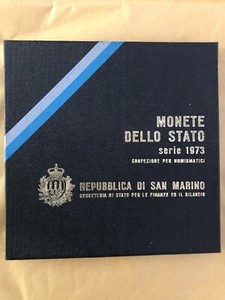 MONETE
DELLO STATO
serie 1973
CONFEZIONE PER NUMISMATICI
REPUBBLICA DI SAN MARINO
SEGRETERIA DI STATO PER LE FINANZE ED IL BILANCIO